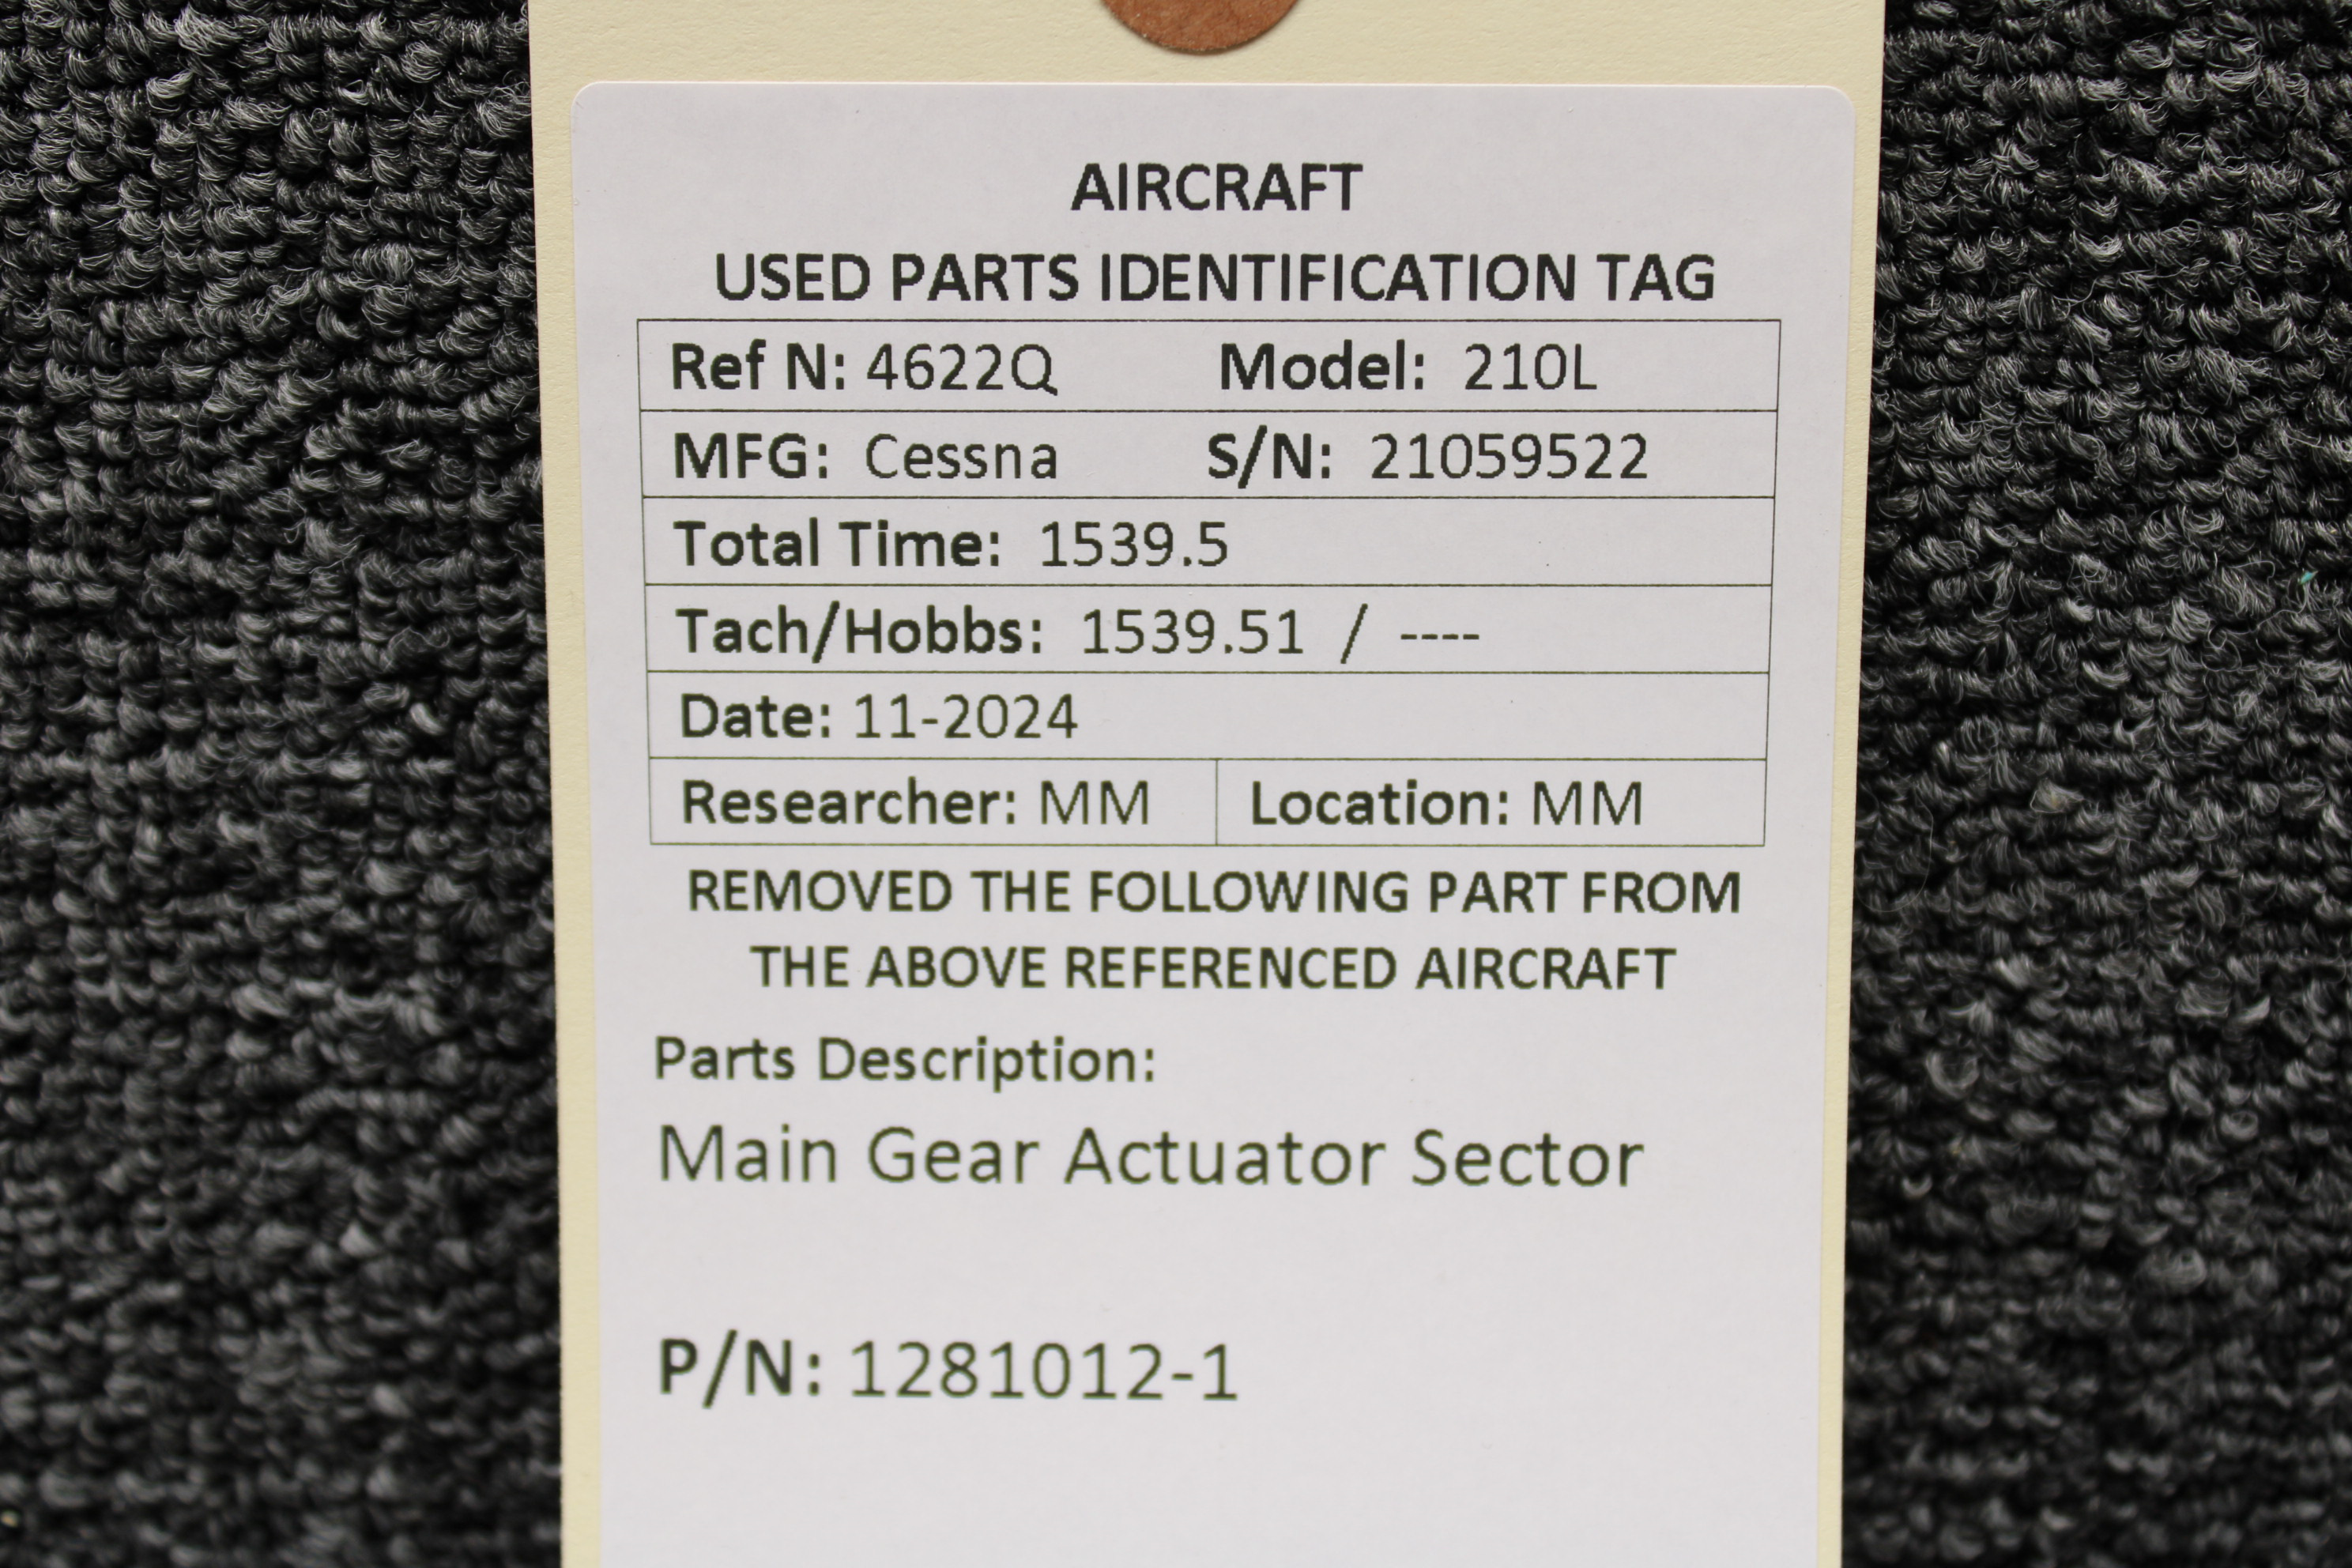 AIRCRAFT
USED PARTS IDENTIFICATION TAG
Ref N: 4622Q Model: 210L
MFG: Cessna S/N: 21059522
Total Time: 1539.5
Tach/Hobbs: 1539.51 / ----
Date: 11-2024
Researcher: MM Location: MM
REMOVED THE FOLLOWING PART FROM
THE ABOVE REFERENCED AIRCRAFT
Parts Description:
Main Gear Actuator Sector
P/N: 1281012-1